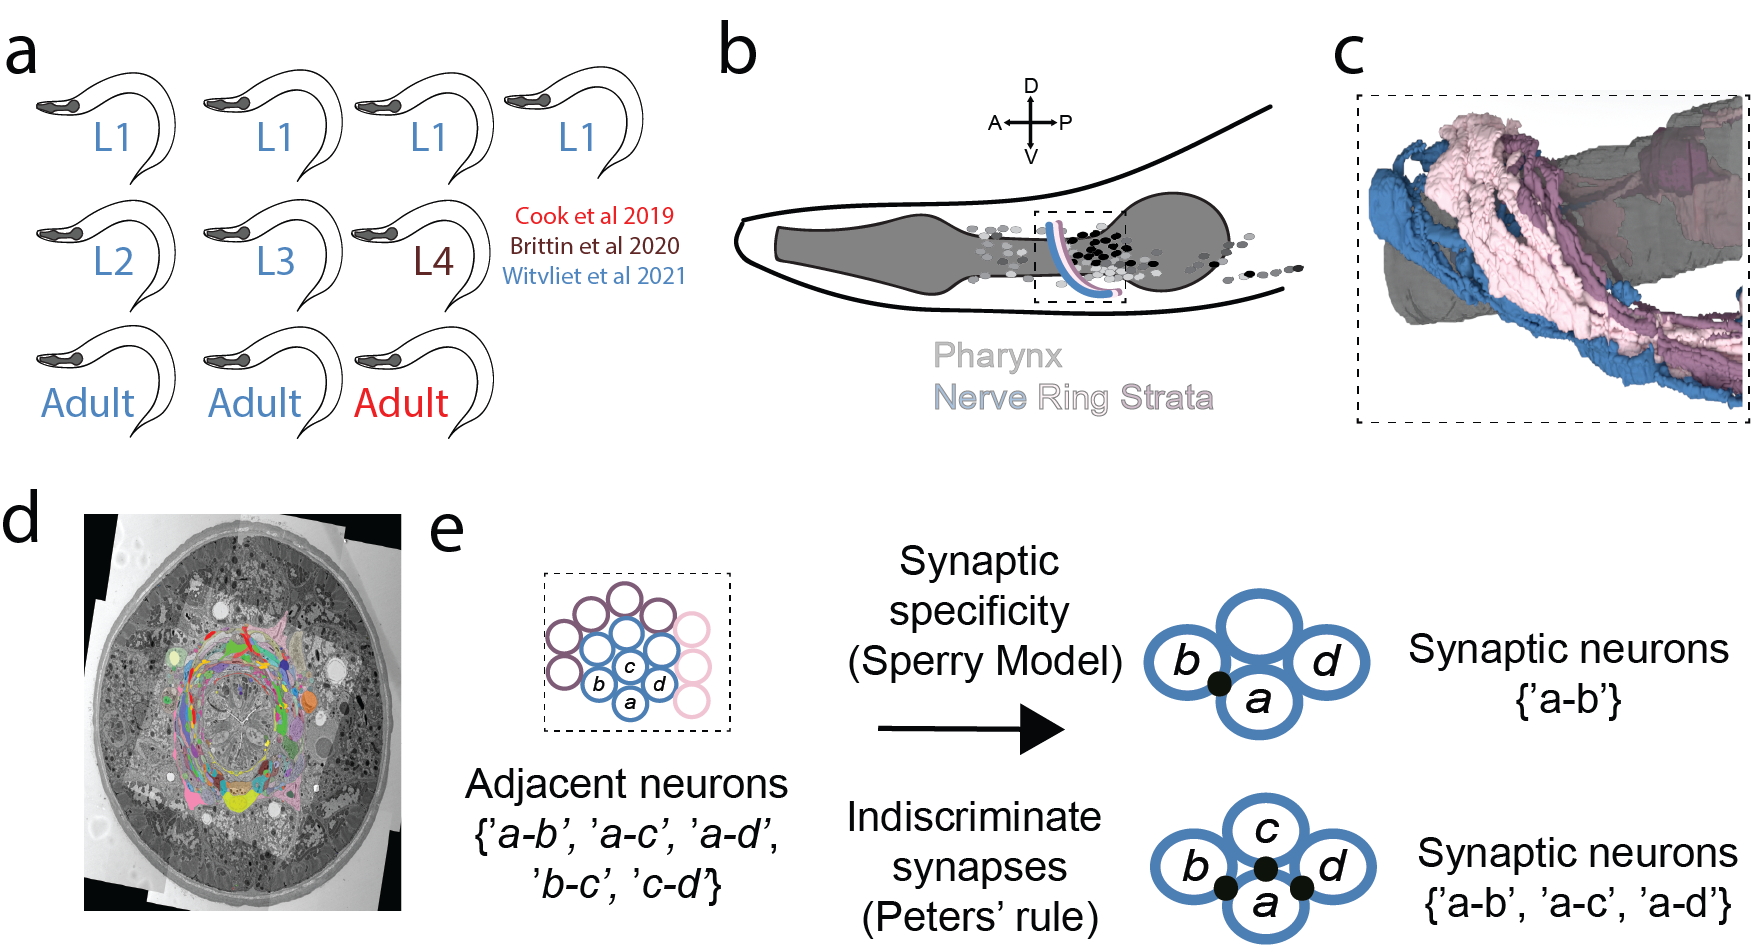 a
L1
L1
L1
L1
L2
L3
L4
Cook et al 2019
Brittin et al 2020
Witvliet et al 2021
Adult
Adult
Adult
b
D
A
P
V
Pharynx
Nerve Ring Strata
c
d
e
c
b
d
a
Adjacent neurons
{’a-b’, ’a-c’, ’a-d’,
’b-c’, ’c-d’}
Synaptic
specificity
(Sperry Model)
b
d
a
Synaptic neurons
{’a-b’}
Indiscriminate
synapses
(Peters’ rule)
c
b
d
a
Synaptic neurons
{’a-b’, ’a-c’, ’a-d’}